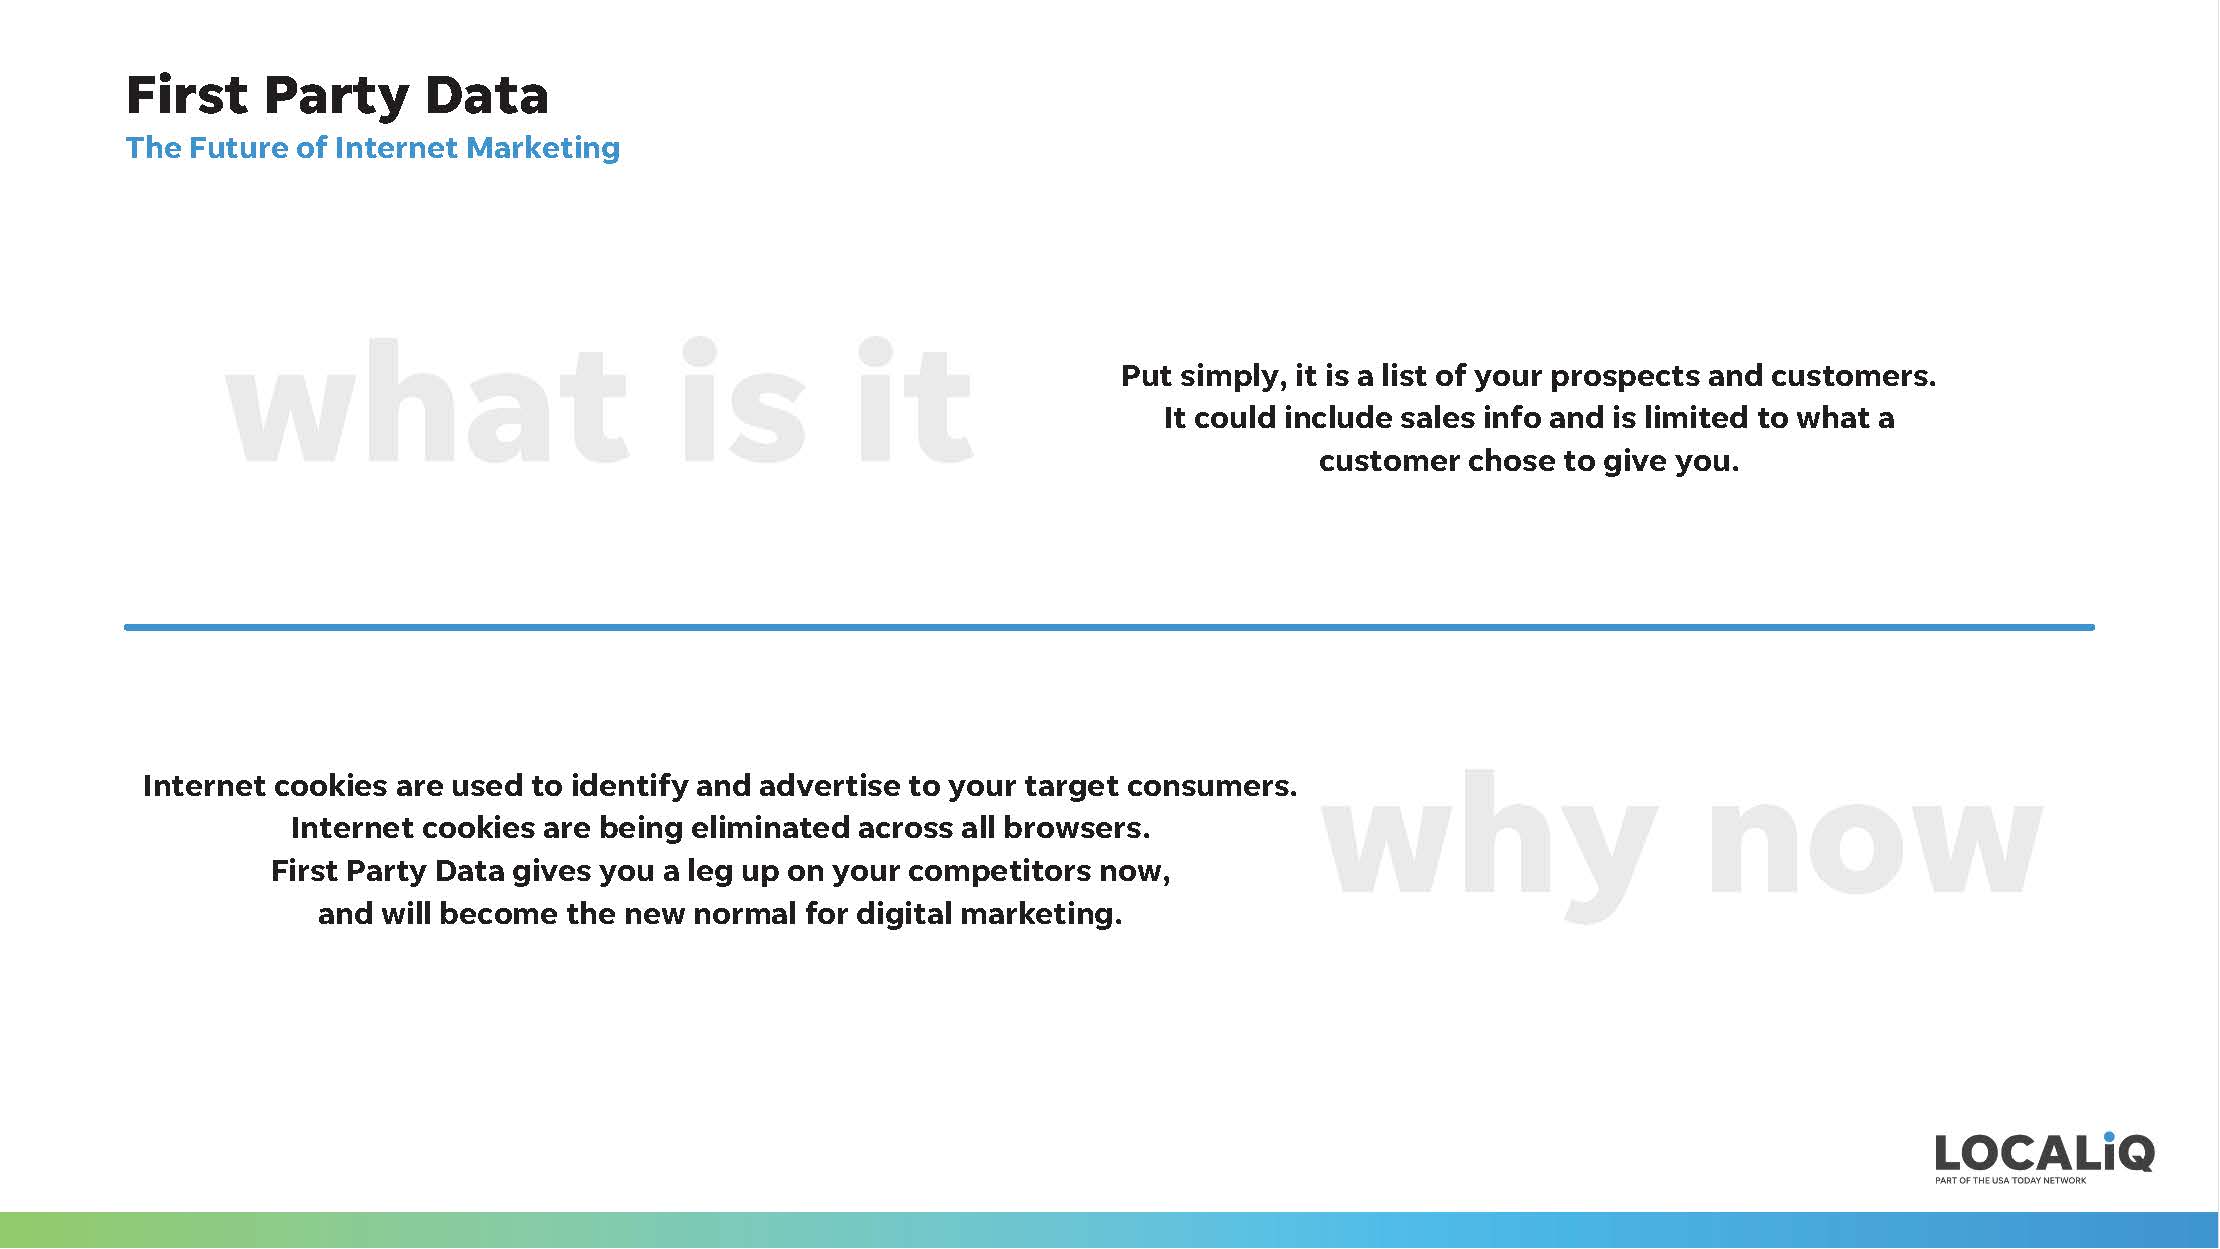 First Party Data
The Future of Internet Marketing
what is it
Put simply, it is a list of your prospects and customers.
It could include sales info and is limited to what a
customer chose to give you.
Internet cookies are used to identify and advertise to your target consumers.
Internet cookies are being eliminated across all browsers.
First Party Data gives you a leg up on your competitors now,
and will become the new normal for digital marketing.
why now
LOCALiQ
PART OF THE USA TODAY NETWORK